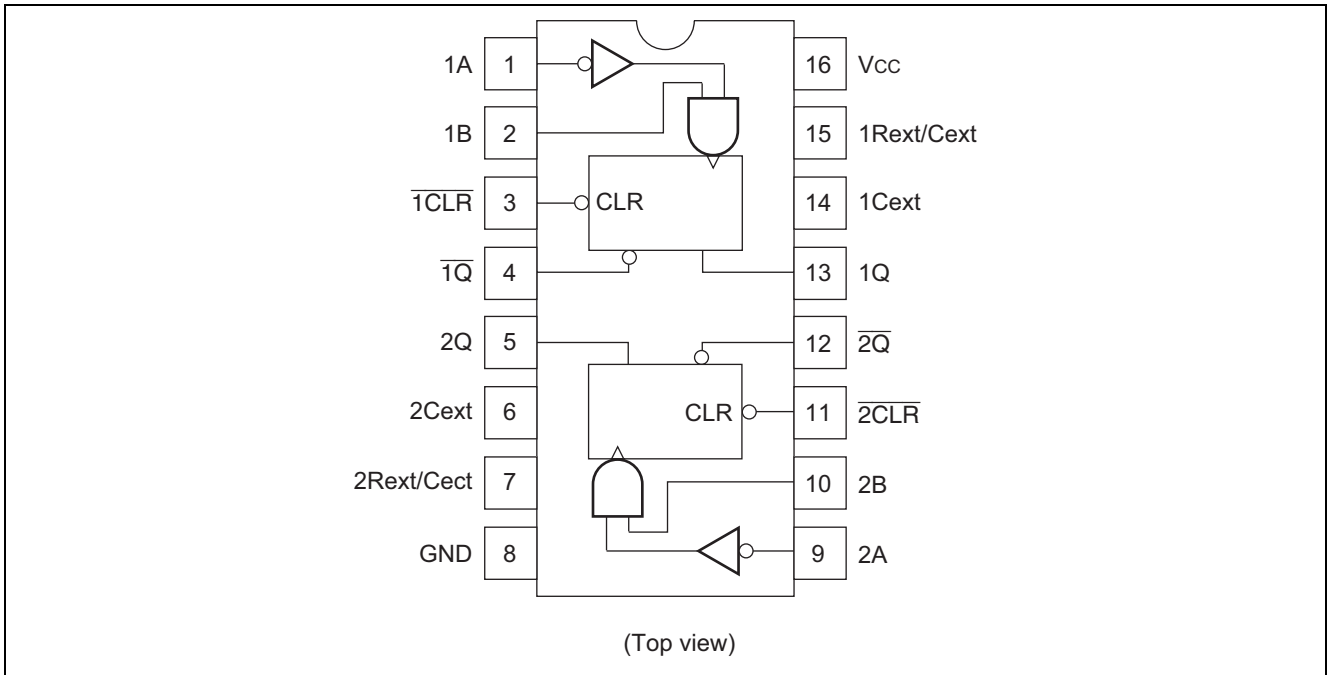 1A 1 16 Vcc
1B 2 15 1Rext/Cext
1CLR 3 CLR 14 1Cext
1Q 4 13 1Q
2Q 5 12 2Q
2Cext 6 CLR 11 2CLR
2Rext/Cect 7 10 2B
GND 8 9 2A
(Top view)